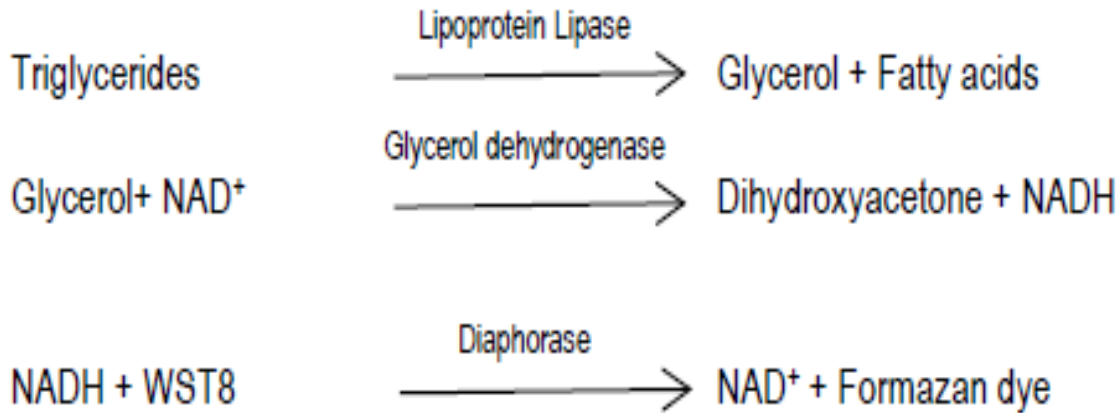 Lipoprotein Lipase
Triglycerides Glycerol + Fatty acids
Glycerol dehydrogenase
Glycerol+ NAD⁺ Dihydroxyacetone + NADH
Diaphorase
NADH + WST8 NAD⁺ + Formazan dye